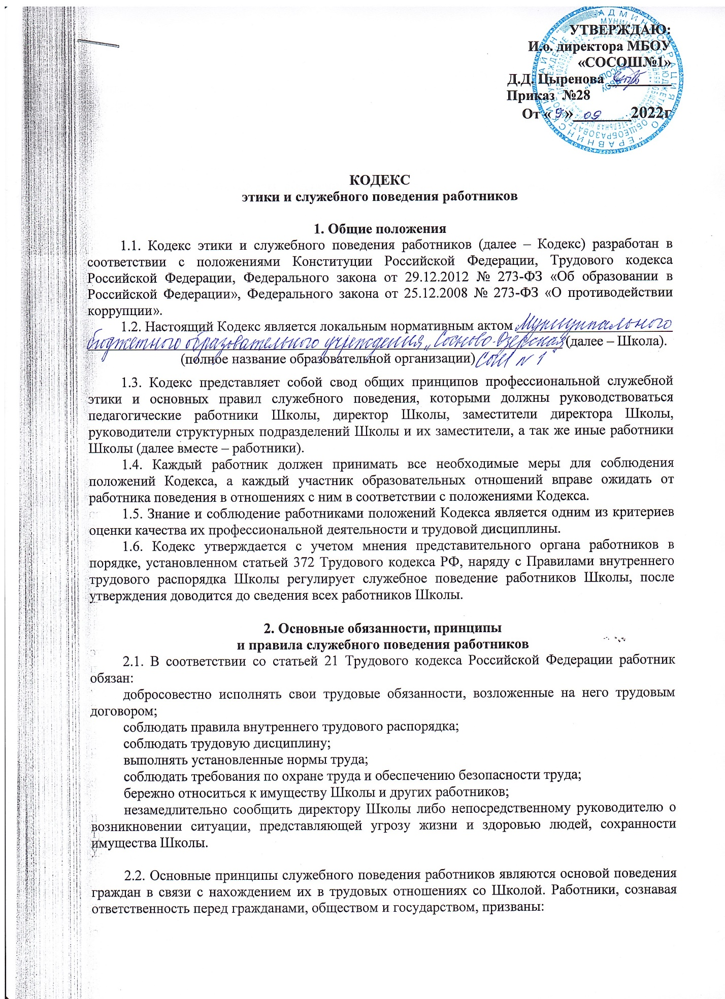 УТВЕРЖДАЮ:
И.о. директора МБОУ
«СОСОШ№1»
Д.Д. Цыренова
Приказ №28
От « 9 » 09 2022г
КОДЕКС
этики и служебного поведения работников
1. Общие положения
1.1. Кодекс этики и служебного поведения работников (далее – Кодекс) разработан в
соответствии с положениями Конституции Российской Федерации, Трудового кодекса
Российской Федерации, Федерального закона от 29.12.2012 № 273-ФЗ «Об образовании в
Российской Федерации», Федерального закона от 25.12.2008 № 273-ФЗ «О противодействии
коррупции».
1.2. Настоящий Кодекс является локальным нормативным актом Муниципального
бюджетного образовательного учреждения „Сосново-Озерская (далее – Школа).
(полное название образовательной организации) СОШ N 1"
1.3. Кодекс представляет собой свод общих принципов профессиональной служебной
этики и основных правил служебного поведения, которыми должны руководствоваться
педагогические работники Школы, директор Школы, заместители директора Школы,
руководители структурных подразделений Школы и их заместители, а так же иные работники
Школы (далее вместе – работники).
1.4. Каждый работник должен принимать все необходимые меры для соблюдения
положений Кодекса, а каждый участник образовательных отношений вправе ожидать от
работника поведения в отношениях с ним в соответствии с положениями Кодекса.
1.5. Знание и соблюдение работниками положений Кодекса является одним из критериев
оценки качества их профессиональной деятельности и трудовой дисциплины.
1.6. Кодекс утверждается с учетом мнения представительного органа работников в
порядке, установленном статьей 372 Трудового кодекса РФ, наряду с Правилами внутреннего
трудового распорядка Школы регулирует служебное поведение работников Школы, после
утверждения доводится до сведения всех работников Школы.
2. Основные обязанности, принципы
и правила служебного поведения работников
2.1. В соответствии со статьей 21 Трудового кодекса Российской Федерации работник
обязан:
добросовестно исполнять свои трудовые обязанности, возложенные на него трудовым
договором;
соблюдать правила внутреннего трудового распорядка;
соблюдать трудовую дисциплину;
выполнять установленные нормы труда;
соблюдать требования по охране труда и обеспечению безопасности труда;
бережно относиться к имуществу Школы и других работников;
незамедлительно сообщить директору Школы либо непосредственному руководителю о
возникновении ситуации, представляющей угрозу жизни и здоровью людей, сохранности
имущества Школы.
2.2. Основные принципы служебного поведения работников являются основой поведения
граждан в связи с нахождением их в трудовых отношениях со Школой. Работники, сознавая
ответственность перед гражданами, обществом и государством, призваны: